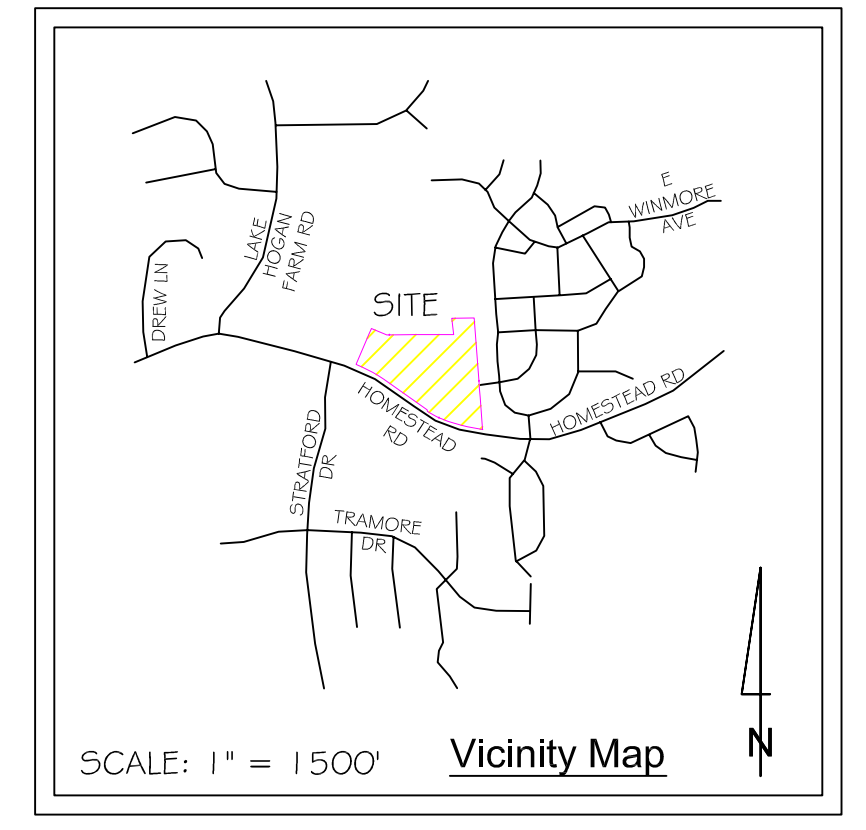 E
WINMORE
AVE
LAKE
HOGAN
FARM RD
DREW LN
SITE
HOMESTEAD
RD
HOMESTEAD RD
STRATFORD
DR
TRAMORE
DR
N
SCALE: 1" = 1500'
Vicinity Map